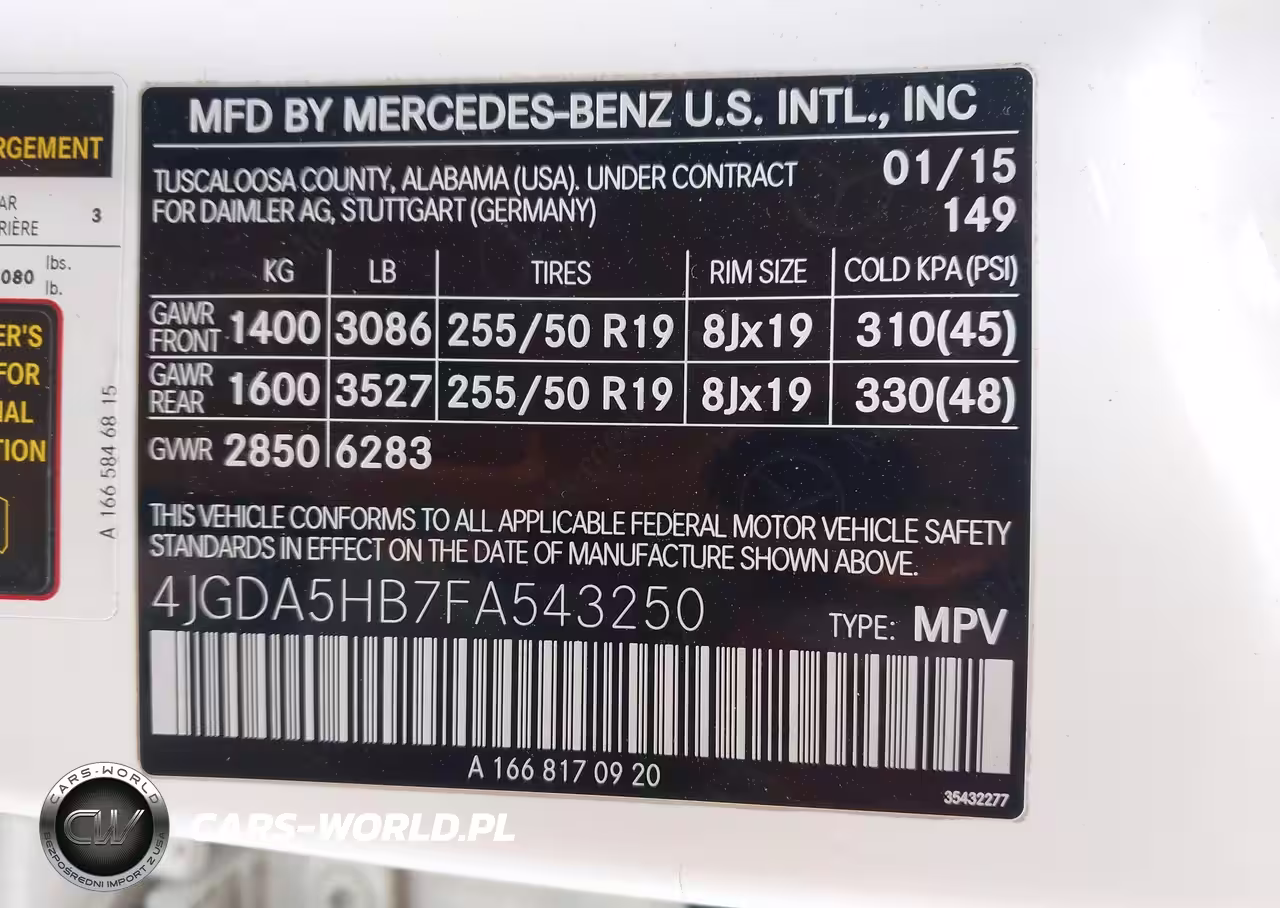 MFD BY MERCEDES-BENZ U.S. INTL., INC
TUSCALOOSA COUNTY, ALABAMA (USA). UNDER CONTRACT
FOR DAIMLER AG, STUTTGART (GERMANY)
01/15
149
KG LB TIRES RIM SIZE COLD KPA(PSI)
GAWR FRONT 1400 3086 255/50 R19 8Jx19 310(45)
GAWR REAR 1600 3527 255/50 R19 8Jx19 330(48)
GVWR 2850 6283
THIS VEHICLE CONFORMS TO ALL APPLICABLE FEDERAL MOTOR VEHICLE SAFETY
STANDARDS IN EFFECT ON THE DATE OF MANUFACTURE SHOWN ABOVE.
4JGDA5HB7FA543250
TYPE: MPV
A 166 817 09 20
35432277
RGEMENT
AR
RIÈRE 3
080 lbs.
lb.
ER'S
FOR
NAL
TION
A 166 584 68 15
CARS-WORLD
CW
BEZPOŚREDNI IMPORT Z USA
CARS-WORLD.PL